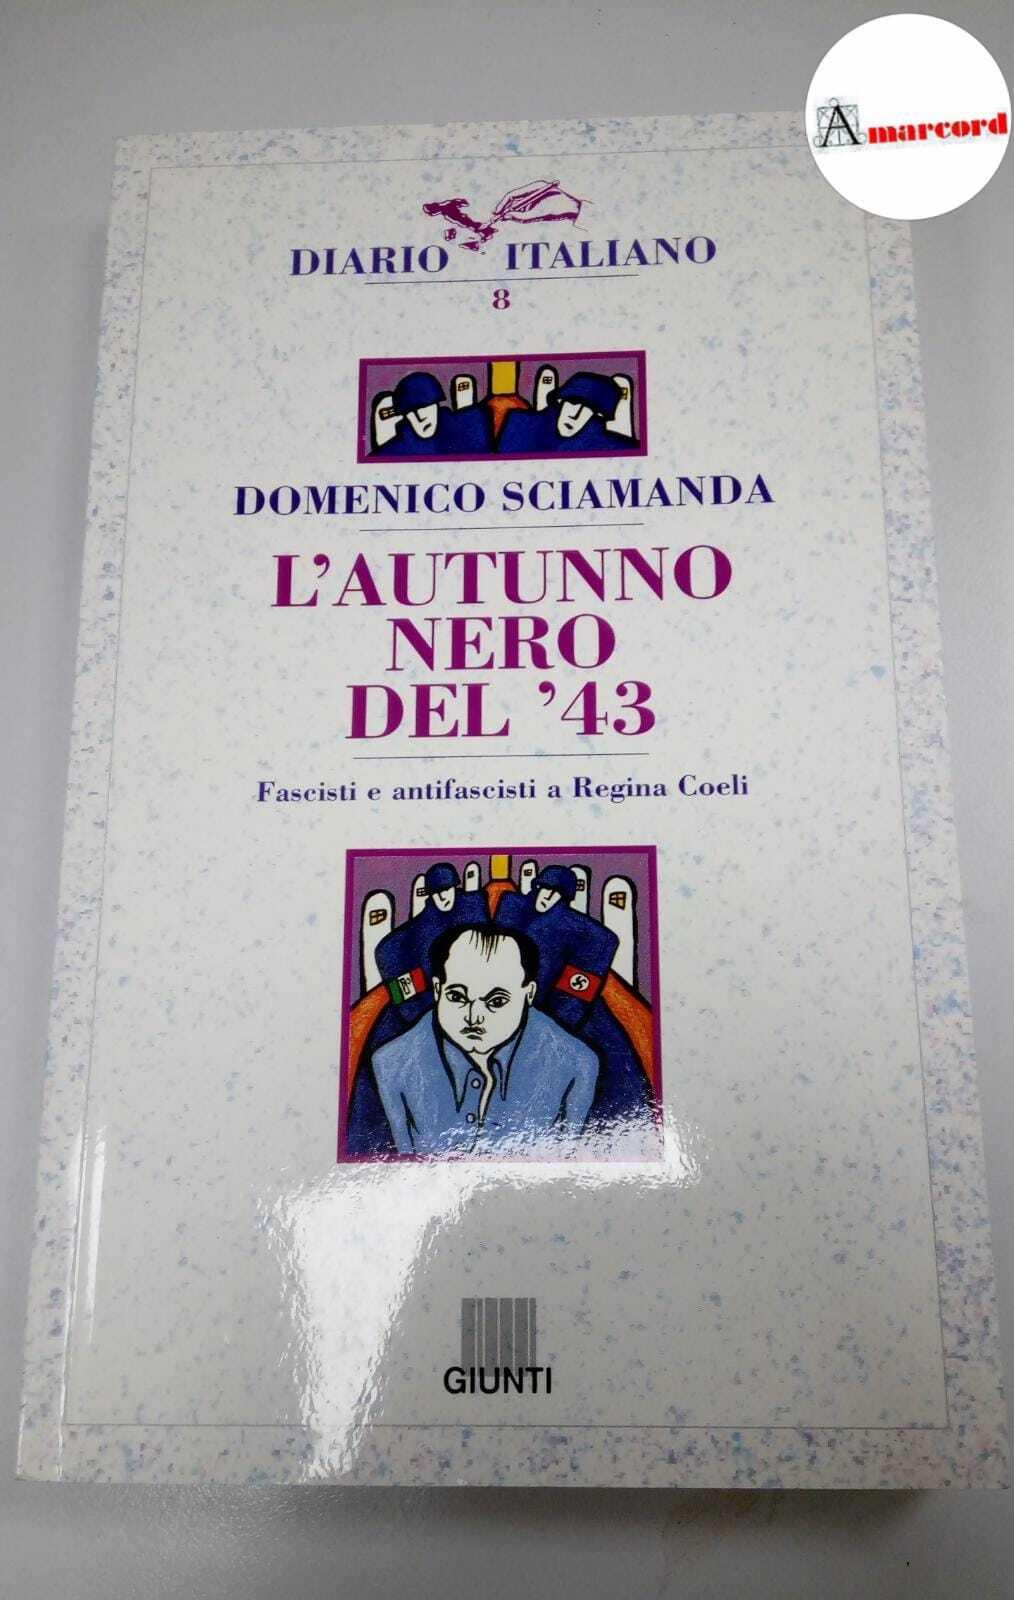 Amarcord
DIARIO ITALIANO
8
DOMENICO SCIAMANDA
L'AUTUNNO
NERO
DEL '43
Fascisti e antifascisti a Regina Coeli
GIUNTI